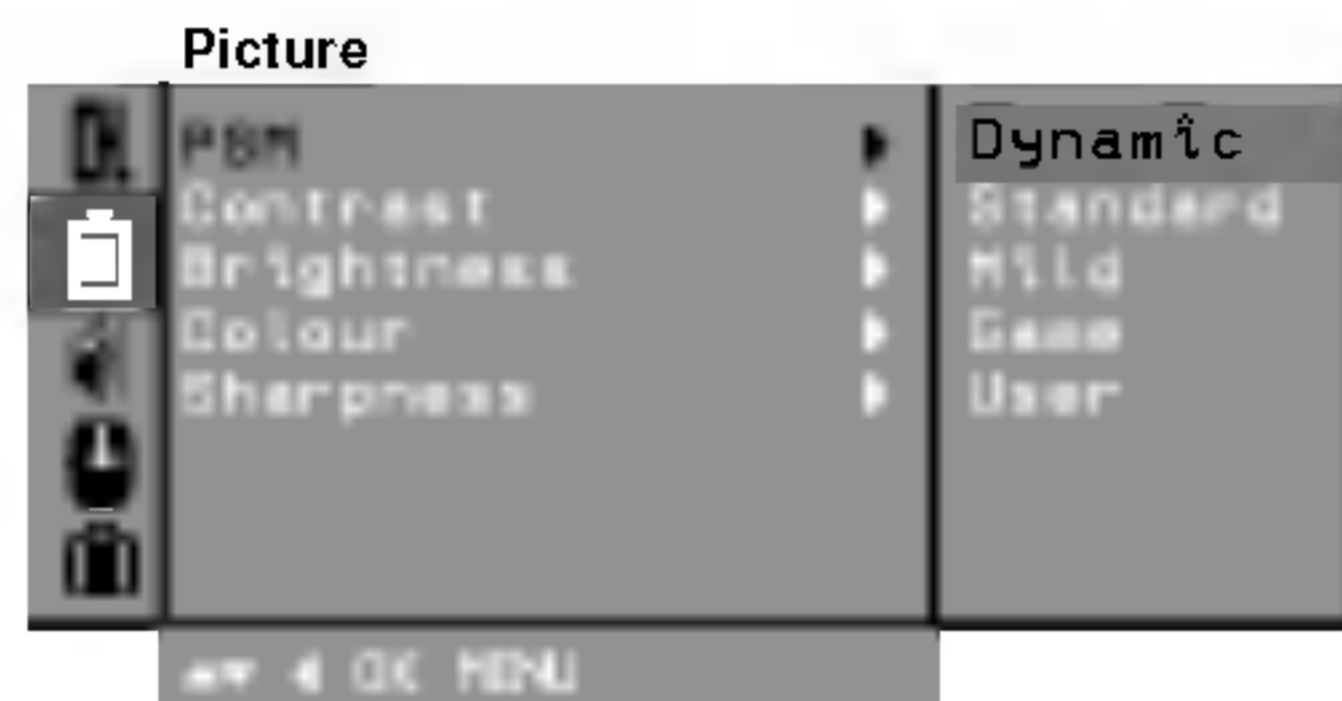 Picture
PSM
Contrast
Brightness
Colour
Sharpness
Dynamic
Standard
Mild
Game
User
▲▼ ◀ OK MENU